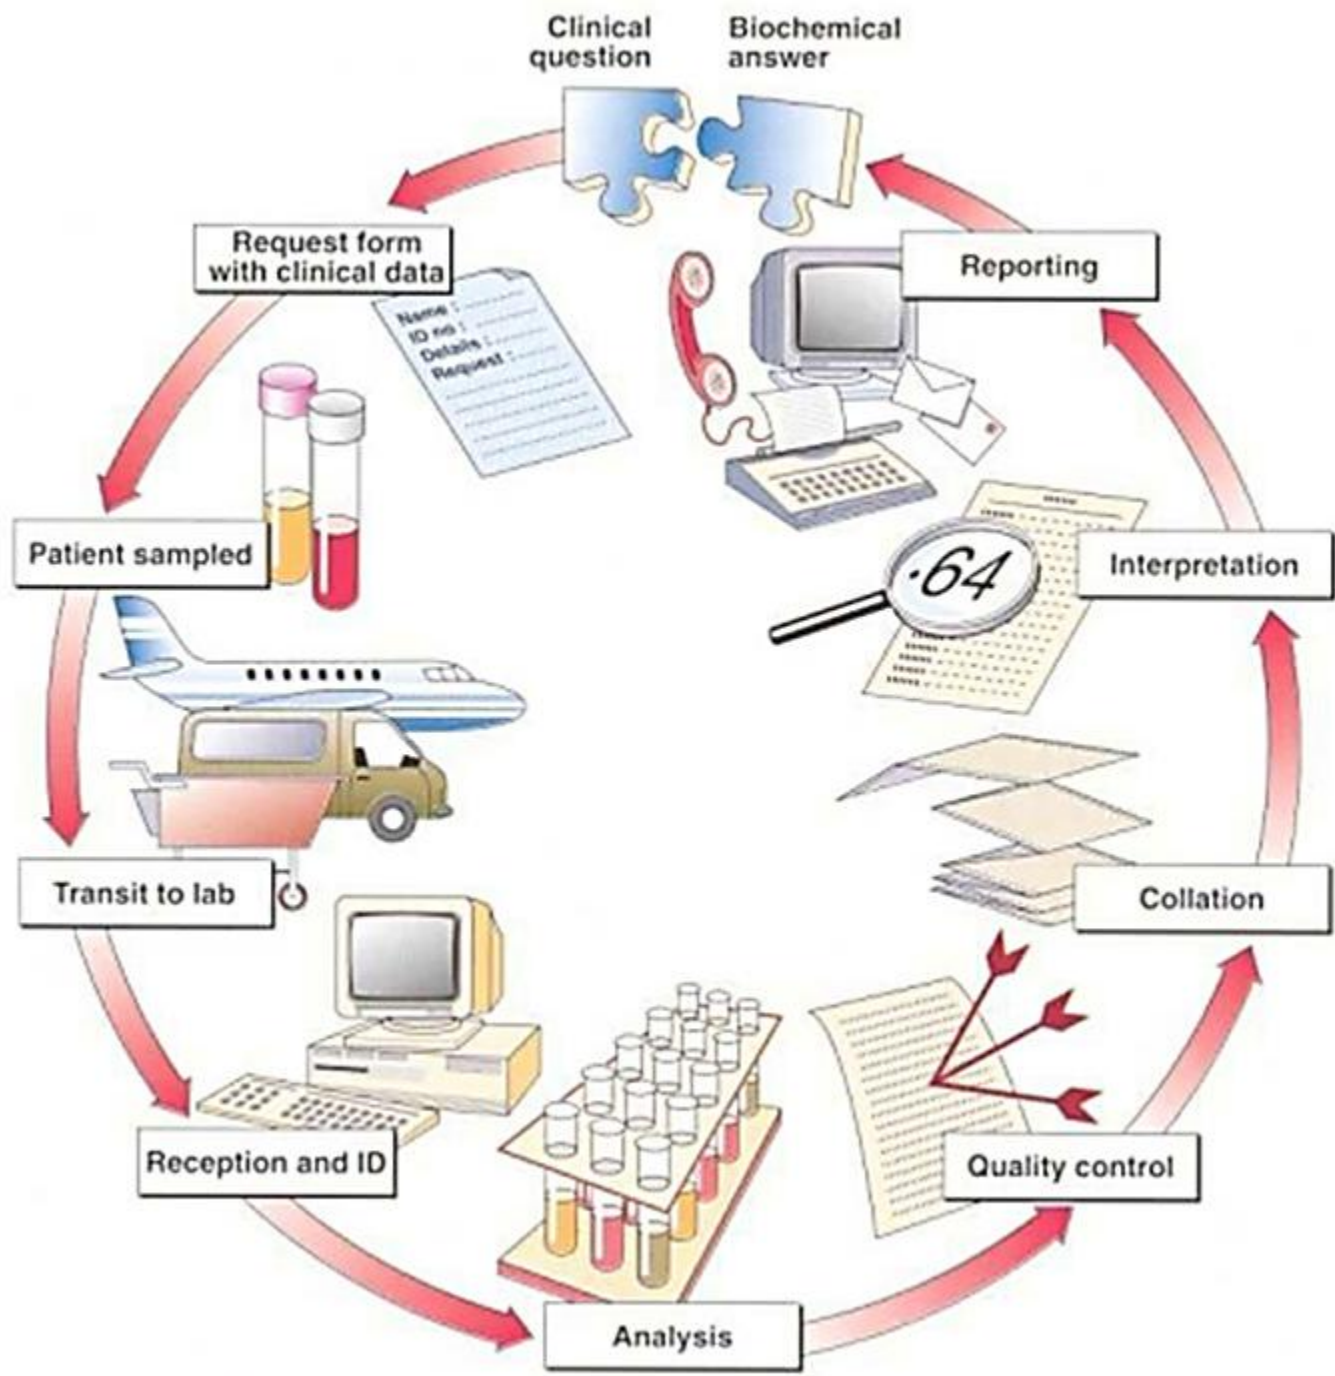 Clinical
question
Biochemical
answer
Request form
with clinical data
Name :
ID no :
Details :
Request :
Reporting
Patient sampled
.64
Interpretation
Transit to lab
Collation
Reception and ID
Quality control
Analysis